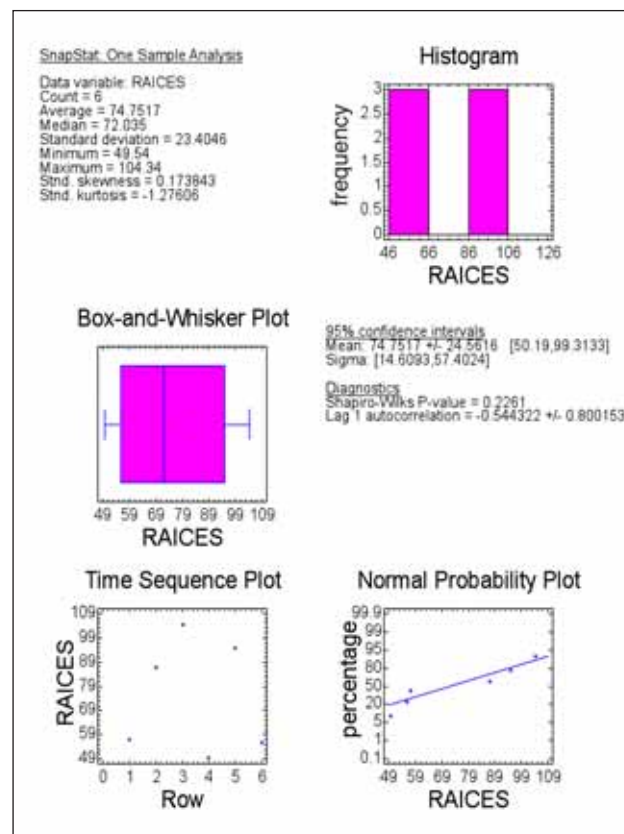 SnapStat: One Sample Analysis
Data variable: RAICES
Count = 6
Average = 74.7517
Median = 72.035
Standard deviation = 23.4046
Minimum = 49.54
Maximum = 104.34
Stnd. skewness = 0.173843
Stnd. kurtosis = -1.27606
Histogram
frequency
3
2.5
2
1.5
1
0.5
0
46 66 86 106 126
RAICES
Box-and-Whisker Plot
49 59 69 79 89 99 109
RAICES
95% confidence intervals
Mean: 74.7517 +/- 24.5616 [50.19,99.3133]
Sigma: [14.6093,57.4024]
Diagnostics
Shapiro-Wilks P-value = 0.2261
Lag 1 autocorrelation = -0.544322 +/- 0.800153
Time Sequence Plot
RAICES
109
99
89
79
69
59
49
0 1 2 3 4 5 6
Row
Normal Probability Plot
percentage
99.9
99
95
80
50
20
5
1
0.1
49 59 69 79 89 99 109
RAICES